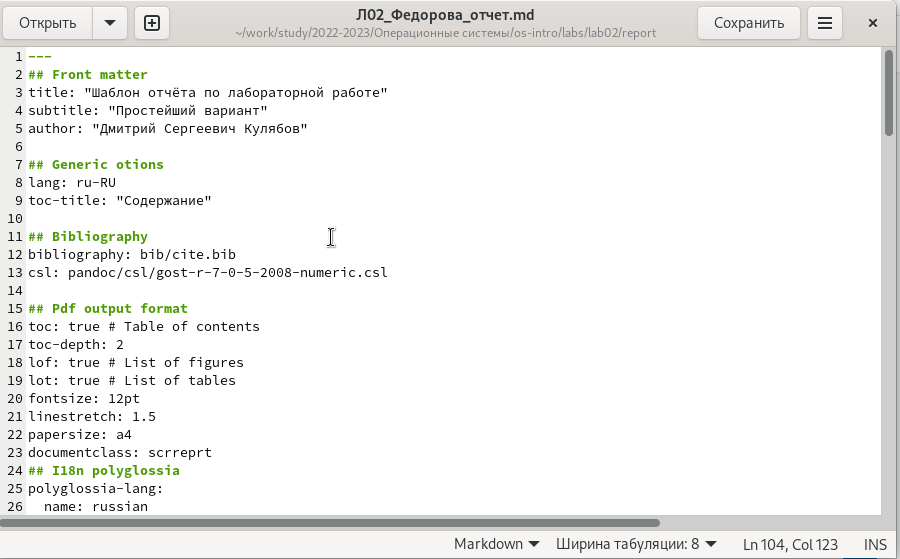 Открыть
Л02_Федорова_отчет.md
~/work/study/2022-2023/Операционные системы/os-intro/labs/lab02/report
Сохранить
1 ---
2 ## Front matter
3 title: "Шаблон отчёта по лабораторной работе"
4 subtitle: "Простейший вариант"
5 author: "Дмитрий Сергеевич Кулябов"
6
7 ## Generic otions
8 lang: ru-RU
9 toc-title: "Содержание"
10
11 ## Bibliography
12 bibliography: bib/cite.bib
13 csl: pandoc/csl/gost-r-7-0-5-2008-numeric.csl
14
15 ## Pdf output format
16 toc: true # Table of contents
17 toc-depth: 2
18 lof: true # List of figures
19 lot: true # List of tables
20 fontsize: 12pt
21 linestretch: 1.5
22 papersize: a4
23 documentclass: scrreprt
24 ## I18n polyglossia
25 polyglossia-lang:
26   name: russian
Markdown Ширина табуляции: 8 Ln 104, Col 123 INS